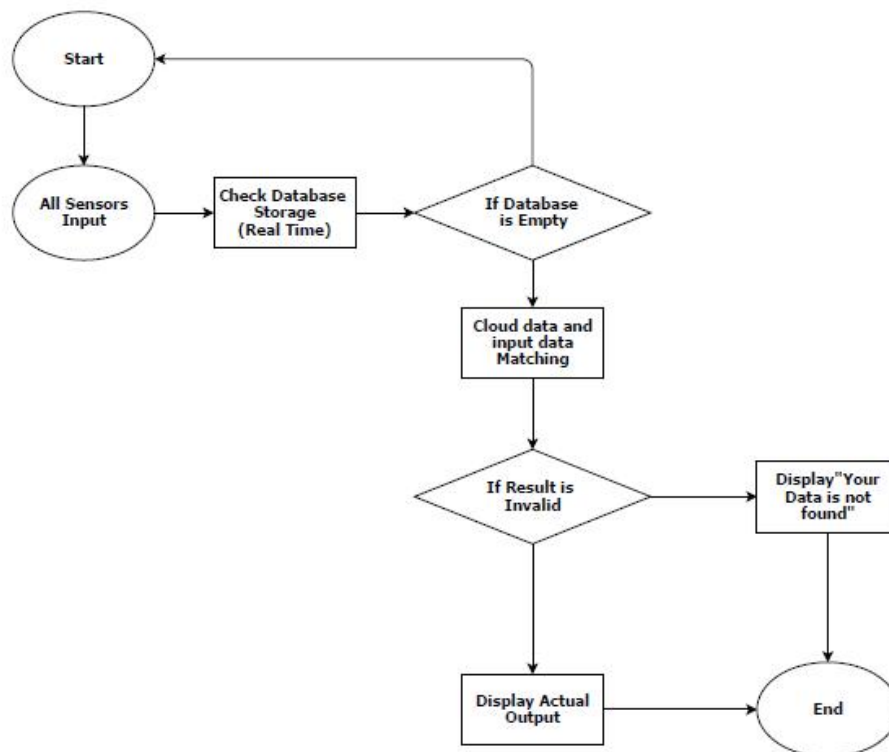 Start
All Sensors
Input
Check Database
Storage
(Real Time)
If Database
is Empty
Cloud data and
input data
Matching
If Result is
Invalid
Display"Your
Data is not
found"
Display Actual
Output
End